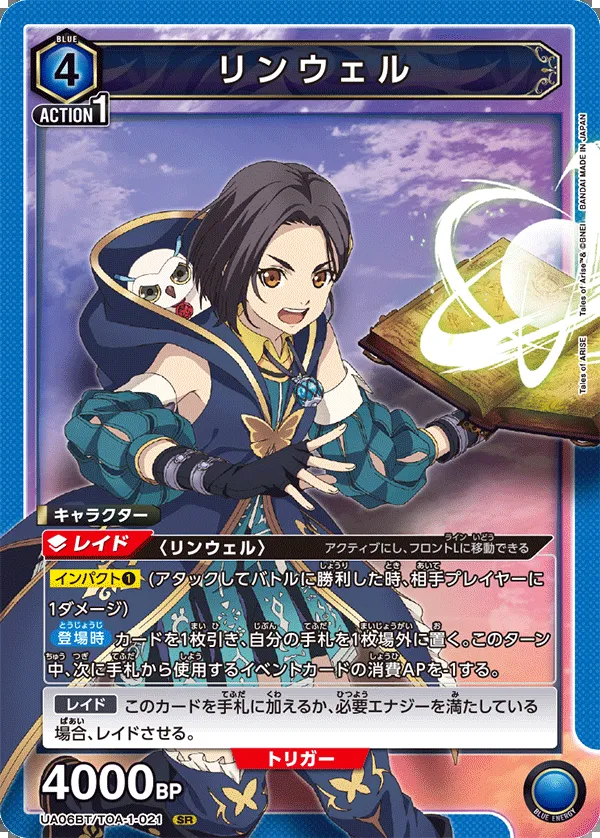 BLUE
4
リンウェル
ACTION 1
Tales of ARISE Tales of Arise™& ©BNEI. BANDAI MADE IN JAPAN
キャラクター
レイド 〈リンウェル〉 アクティブにし、フロントLに移動できる
インパクト❶ (アタックしてバトルに勝利した時、相手プレイヤーに
1ダメージ)
登場時 カードを1枚引き、自分の手札を1枚場外に置く。このターン
中、次に手札から使用するイベントカードの消費APを-1する。
レイド このカードを手札に加えるか、必要エナジーを満たしている
場合、レイドさせる。
トリガー
4000BP
UA06BT/TOA-1-021 SR
BLUE ENERGY